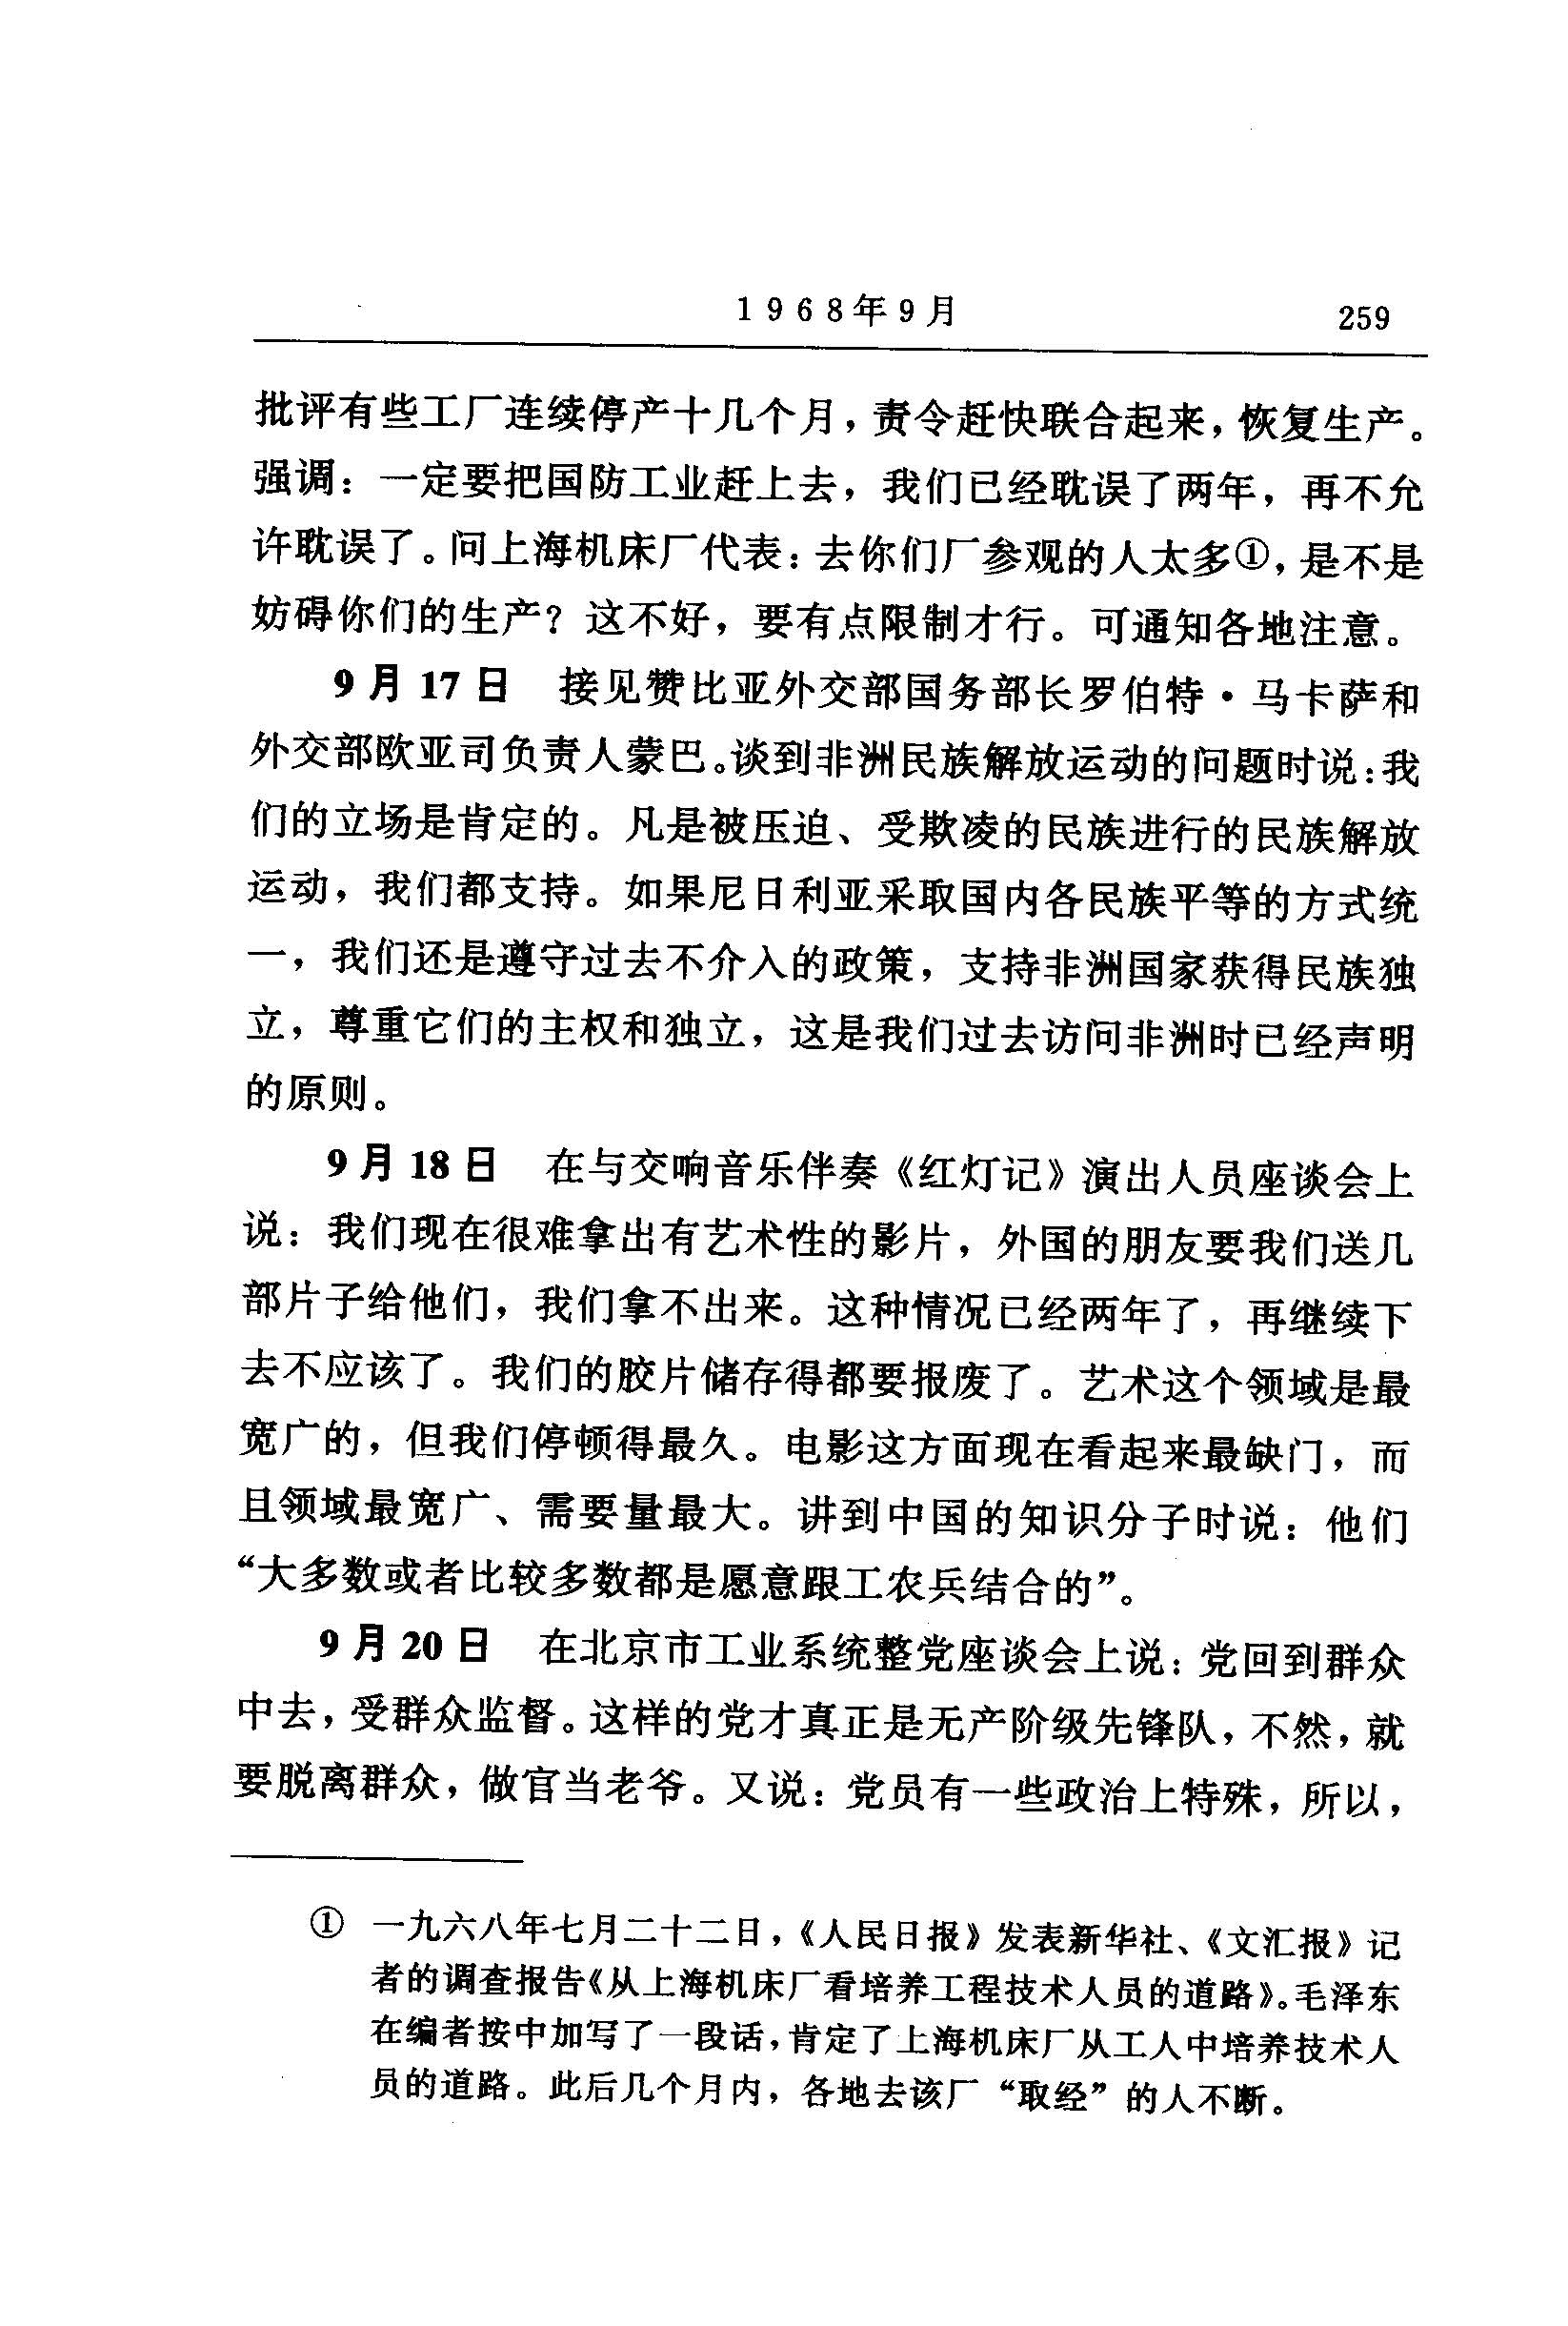 1968年9月 259
批评有些工厂连续停产十几个月，责令赶快联合起来，恢复生产。
强调：一定要把国防工业赶上去，我们已经耽误了两年，再不允
许耽误了。问上海机床厂代表：去你们厂参观的人太多①，是不是
妨碍你们的生产？这不好，要有点限制才行。可通知各地注意。
9月17日 接见赞比亚外交部国务部长罗伯特·马卡萨和
外交部欧亚司负责人蒙巴。谈到非洲民族解放运动的问题时说：我
们的立场是肯定的。凡是被压迫、受欺凌的民族进行的民族解放
运动，我们都支持。如果尼日利亚采取国内各民族平等的方式统
一，我们还是遵守过去不介入的政策，支持非洲国家获得民族独
立，尊重它们的主权和独立，这是我们过去访问非洲时已经声明
的原则。
9月18日 在与交响音乐伴奏《红灯记》演出人员座谈会上
说：我们现在很难拿出有艺术性的影片，外国的朋友要我们送几
部片子给他们，我们拿不出来。这种情况已经两年了，再继续下
去不应该了。我们的胶片储存得都要报废了。艺术这个领域是最
宽广的，但我们停顿得最久。电影这方面现在看起来最缺门，而
且领域最宽广、需要量最大。讲到中国的知识分子时说：他们
“大多数或者比较多数都是愿意跟工农兵结合的”。
9月20日 在北京市工业系统整党座谈会上说：党回到群众
中去，受群众监督。这样的党才真正是无产阶级先锋队，不然，就
要脱离群众，做官当老爷。又说：党员有一些政治上特殊，所以，
① 一九六八年七月二十二日，《人民日报》发表新华社、《文汇报》记
者的调查报告《从上海机床厂看培养工程技术人员的道路》。毛泽东
在编者按中加写了一段话，肯定了上海机床厂从工人中培养技术人
员的道路。此后几个月内，各地去该厂“取经”的人不断。